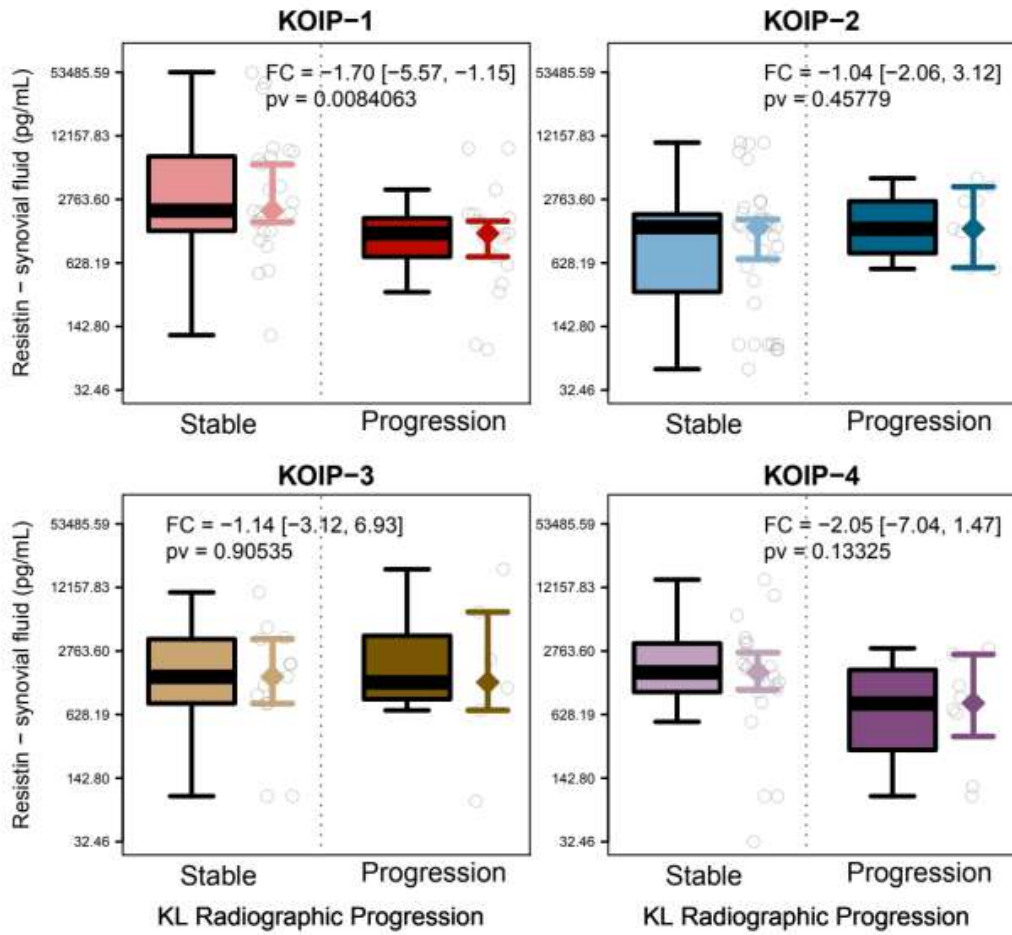 KOIP−1
KOIP−2
Resistin − synovial fluid (pg/mL)
53485.59
12157.83
2763.60
628.19
142.80
32.46
FC = −1.70 [−5.57, −1.15]
pv = 0.0084063
Stable
Progression
53485.59
12157.83
2763.60
628.19
142.80
32.46
FC = −1.04 [−2.06, 3.12]
pv = 0.45779
Stable
Progression
KOIP−3
KOIP−4
Resistin − synovial fluid (pg/mL)
53485.59
12157.83
2763.60
628.19
142.80
32.46
FC = −1.14 [−3.12, 6.93]
pv = 0.90535
Stable
Progression
KL Radiographic Progression
53485.59
12157.83
2763.60
628.19
142.80
32.46
FC = −2.05 [−7.04, 1.47]
pv = 0.13325
Stable
Progression
KL Radiographic Progression